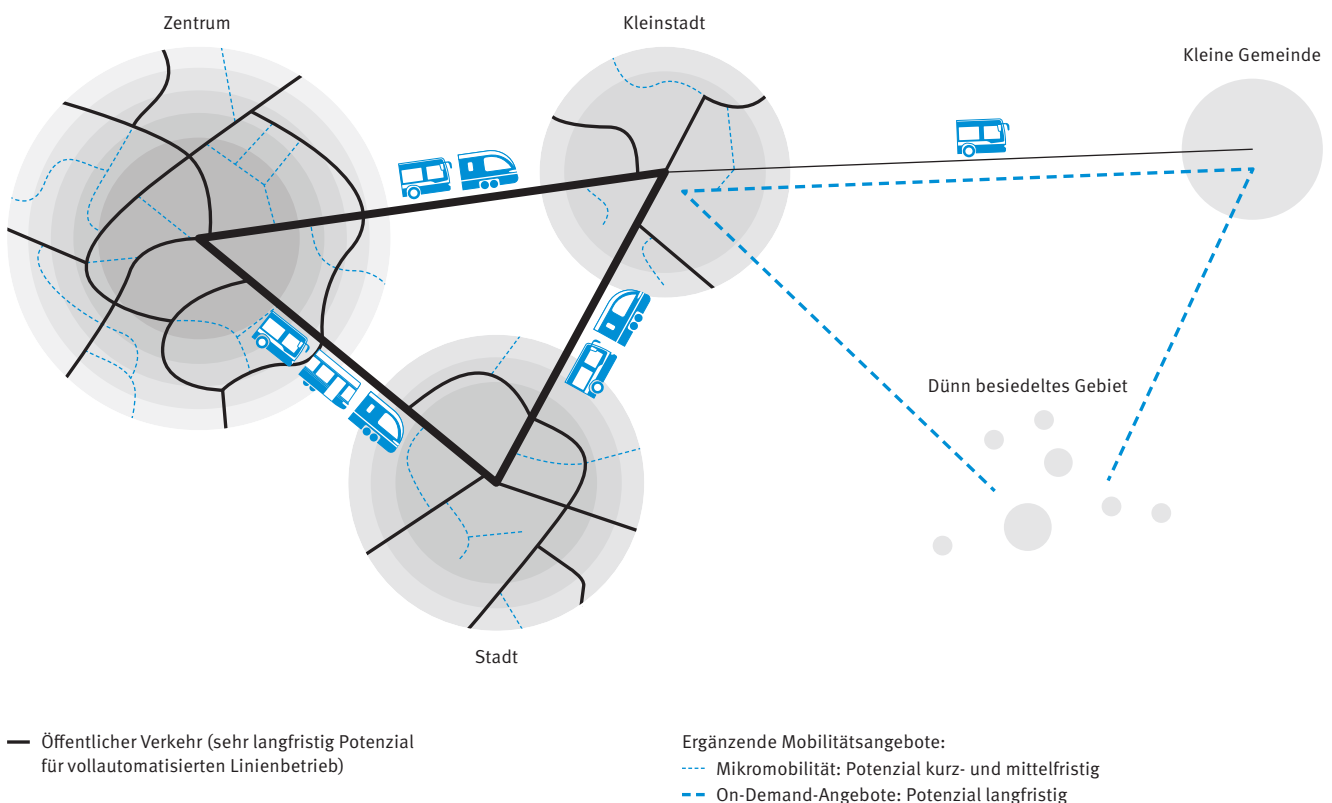 Zentrum
Kleinstadt
Kleine Gemeinde
Dünn besiedeltes Gebiet
Stadt
Öffentlicher Verkehr (sehr langfristig Potenzial
für vollautomatisierten Linienbetrieb)
Ergänzende Mobilitätsangebote:
Mikromobilität: Potenzial kurz- und mittelfristig
On-Demand-Angebote: Potenzial langfristig